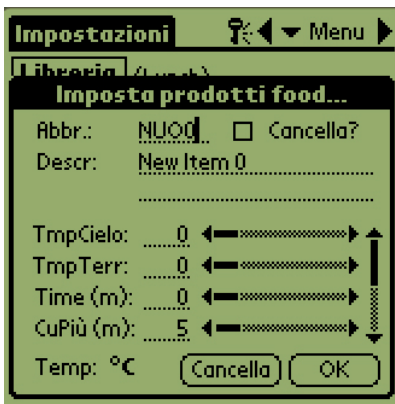 Impostazioni Menu
Libreria (Lunch)
Imposta prodotti food...
Abbr.: NUO0 Cancella?
Descr: New Item 0
TmpCielo: 0
TmpTerr: 0
Time (m): 0
CuPiù (m): 5
Temp: °C Cancella OK